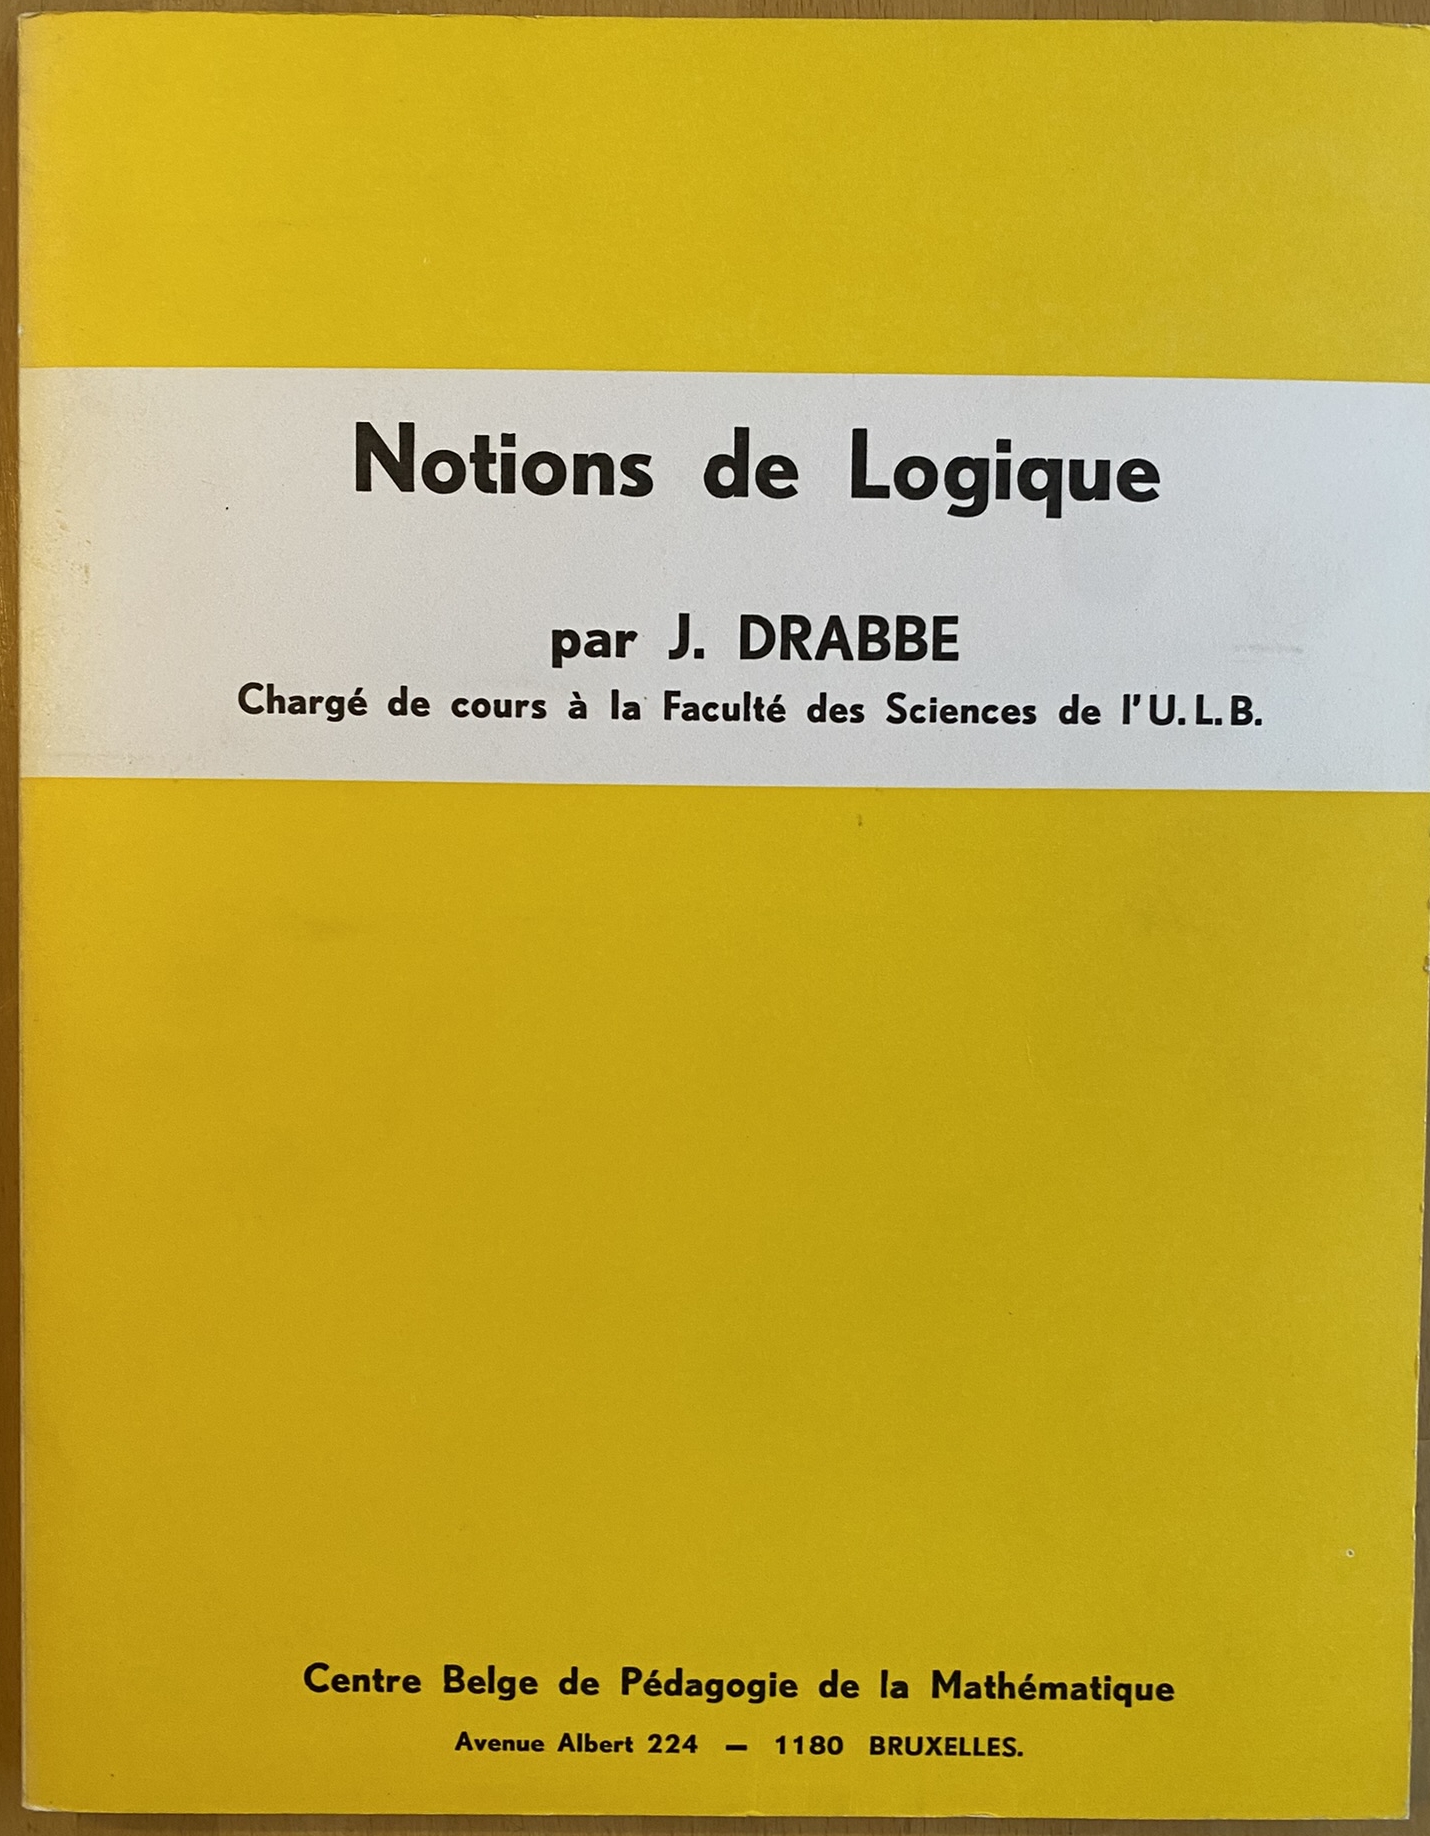 Notions de Logique
par J. DRABBE
Chargé de cours à la Faculté des Sciences de l'U.L.B.
Centre Belge de Pédagogie de la Mathématique
Avenue Albert 224 – 1180 BRUXELLES.